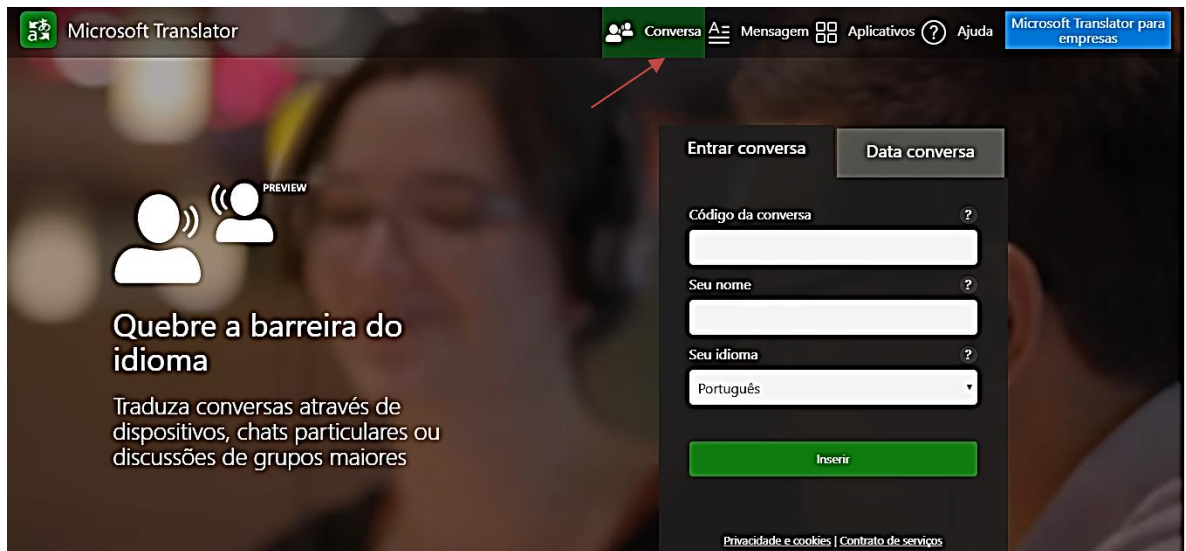 Microsoft Translator
Conversa
Mensagem
Aplicativos
? Ajuda
Microsoft Translator para
empresas
PREVIEW
Quebre a barreira do
idioma
Traduza conversas através de
dispositivos, chats particulares ou
discussões de grupos maiores
Entrar conversa
Data conversa
Código da conversa ?
Seu nome ?
Seu idioma ?
Português
Inserir
Privacidade e cookies | Contrato de serviços